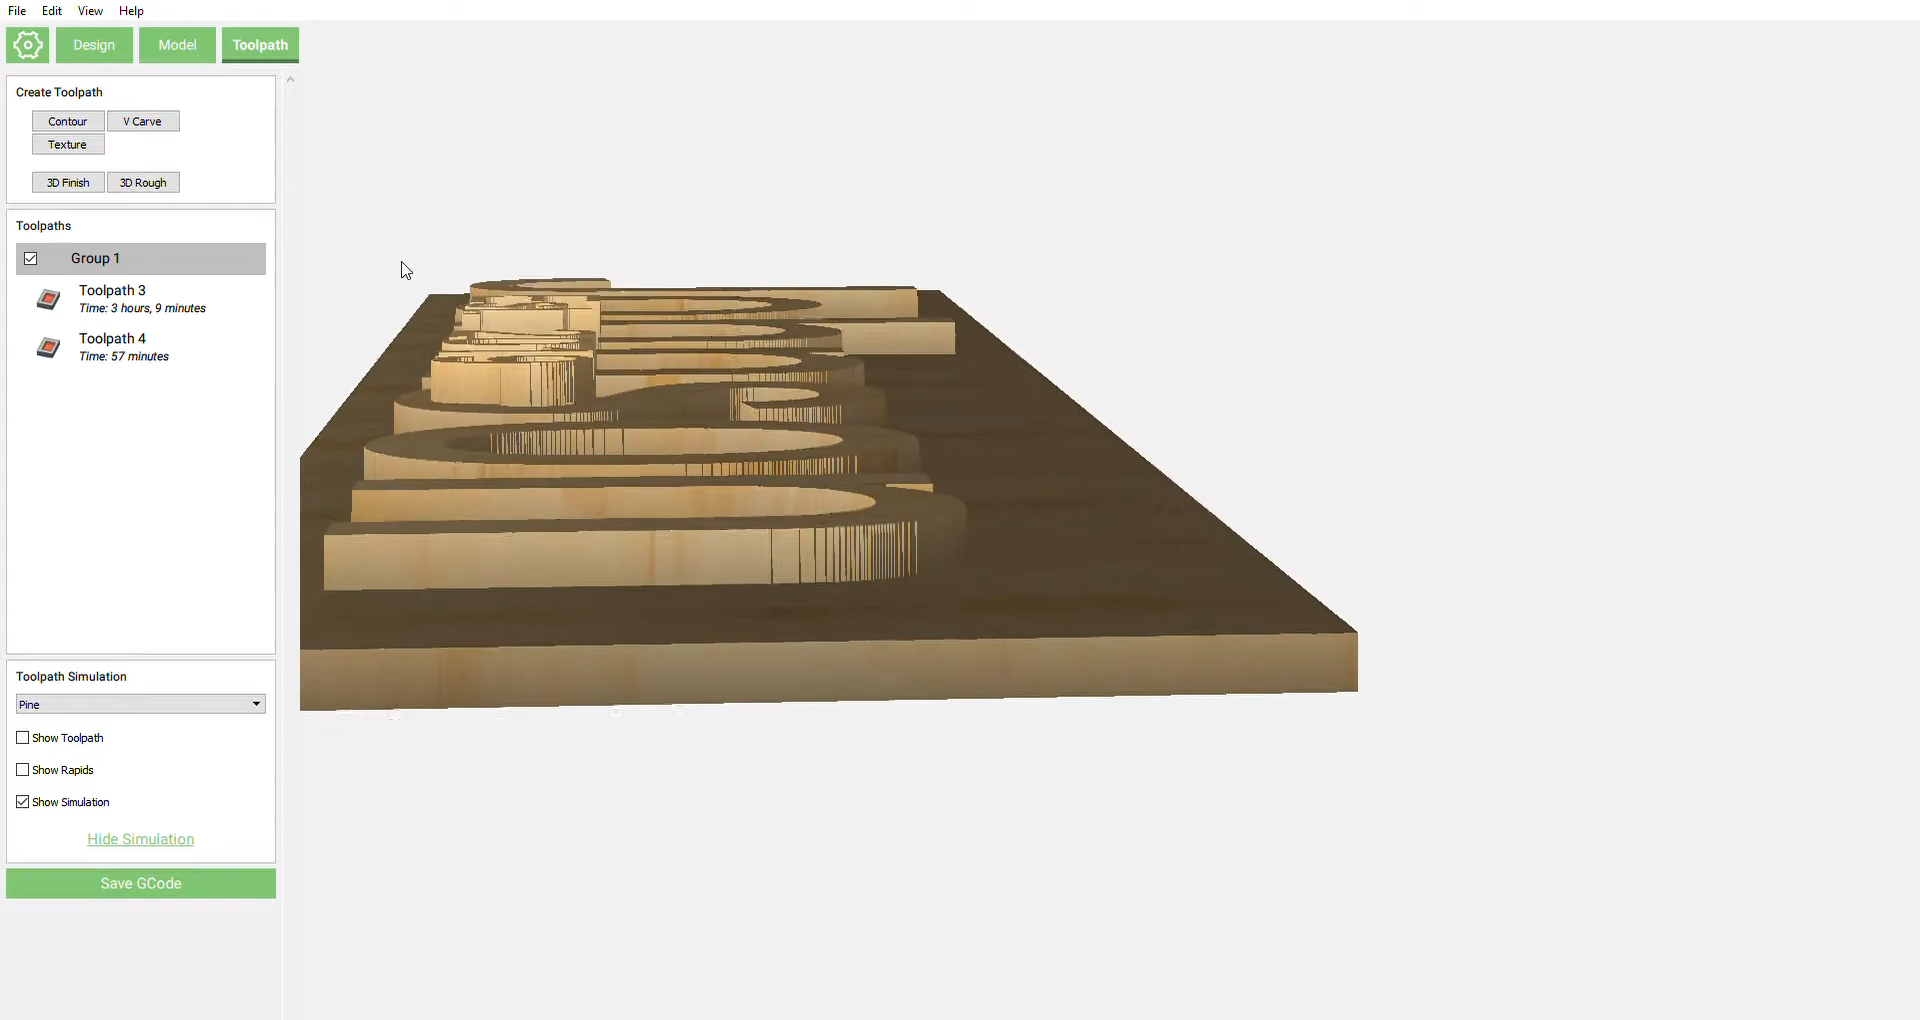 File Edit View Help
Design Model Toolpath
Create Toolpath
Contour V Carve
Texture
3D Finish 3D Rough
Toolpaths
Group 1
Toolpath 3
Time: 3 hours, 9 minutes
Toolpath 4
Time: 57 minutes
Toolpath Simulation
Pine
Show Toolpath
Show Rapids
Show Simulation
Hide Simulation
Save GCode